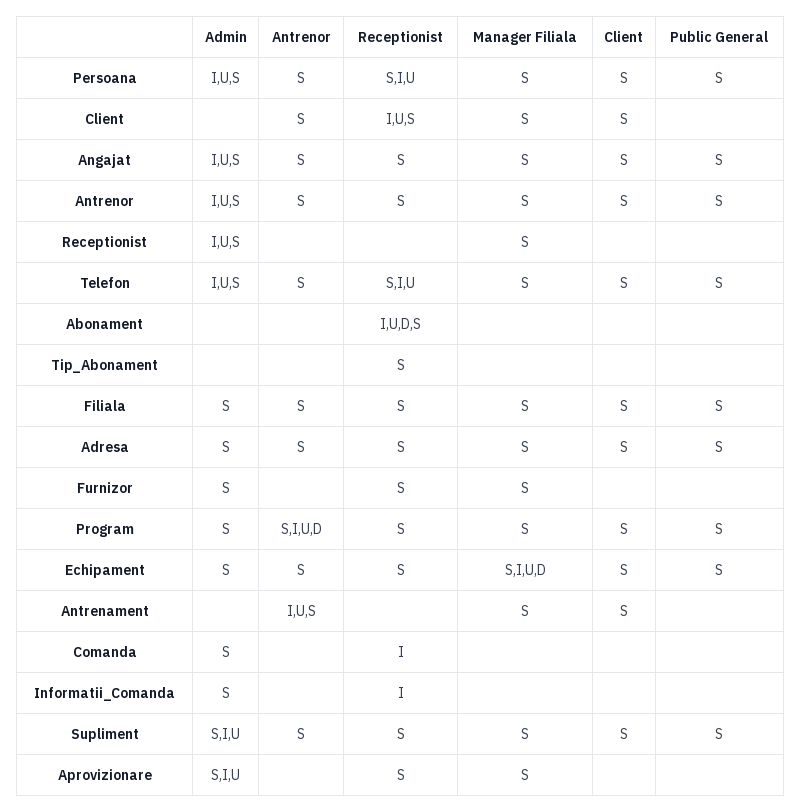 Admin Antrenor Receptionist Manager Filiala Client Public General
Persoana I,U,S S S,I,U S S S
Client S I,U,S S S
Angajat I,U,S S S S S S
Antrenor I,U,S S S S S S
Receptionist I,U,S S
Telefon I,U,S S S,I,U S S S
Abonament I,U,D,S
Tip_Abonament S
Filiala S S S S S S
Adresa S S S S S S
Furnizor S S S
Program S S,I,U,D S S S S
Echipament S S S S,I,U,D S S
Antrenament I,U,S S S
Comanda S I
Informatii_Comanda S I
Supliment S,I,U S S S S S
Aprovizionare S,I,U S S